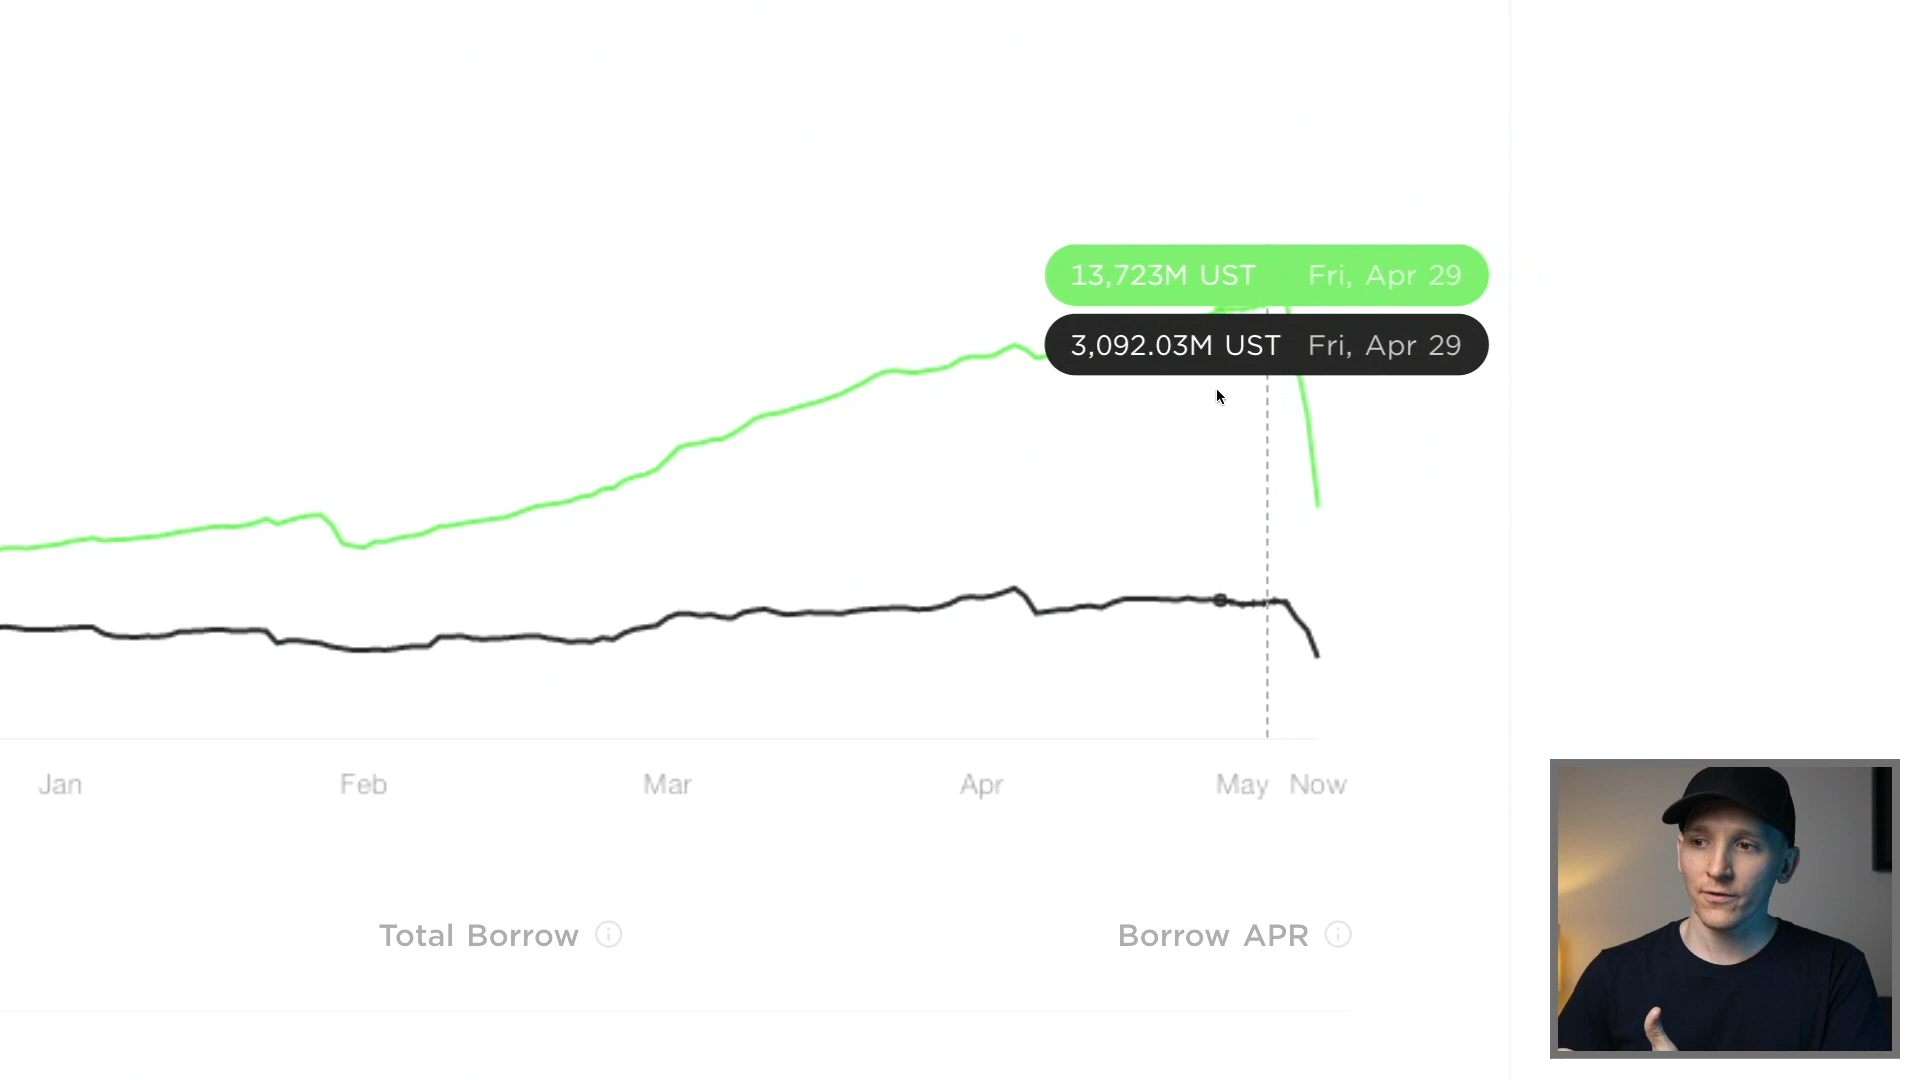 13,723M UST Fri, Apr 29
3,092.03M UST Fri, Apr 29
Jan Feb Mar Apr May Now
Total Borrow Borrow APR